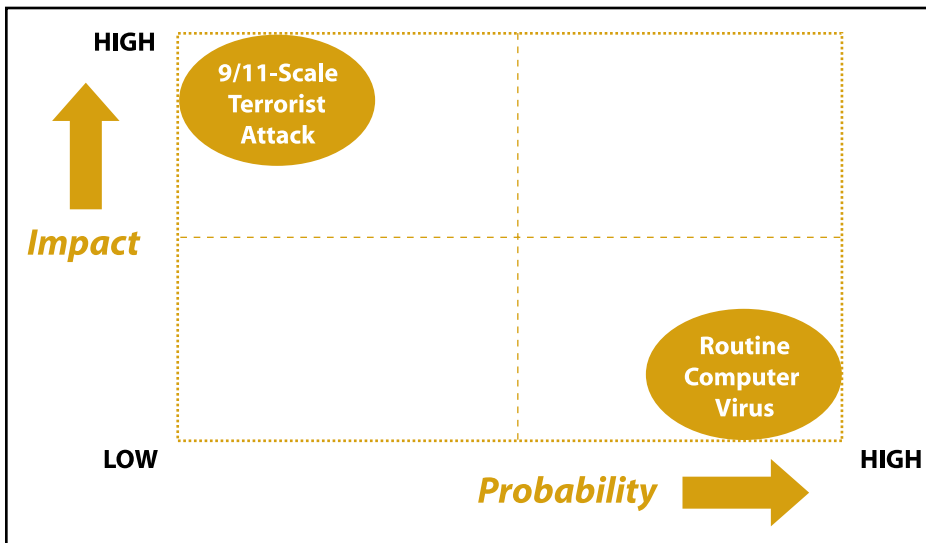 HIGH
9/11-Scale
Terrorist
Attack
Impact
Routine
Computer
Virus
LOW
HIGH
Probability